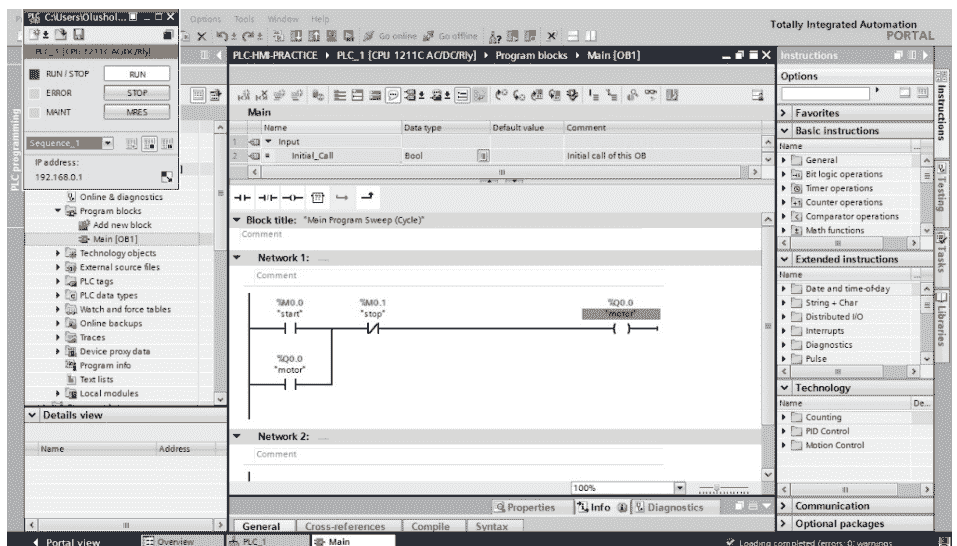 C:\Users\Olushol...
Options Tools Window Help
Totally Integrated Automation
PORTAL
Go online Go offline
PLC_1 [CPU 1211C AC/DC/Rly]
PLC-HMI-PRACTICE PLC_1 [CPU 1211C AC/DC/Rly] Program blocks Main [OB1]
Instructions
RUN / STOP RUN
ERROR STOP
MAINT MRES
Sequence_1
IP address:
192.168.0.1
PLC programming
Online & diagnostics
Program blocks
Add new block
Main [OB1]
Technology objects
External source files
PLC tags
PLC data types
Watch and force tables
Online backups
Traces
Device proxy data
Program info
Text lists
Local modules
Details view
Name Address
Main
Name Data type Default value Comment
1 Input
2 Initial_Call Bool Initial call of this OB
Block title: "Main Program Sweep (Cycle)"
Comment
Network 1:
Comment
%M0.0 %M0.1 %Q0.0
"start" "stop" "motor"
%Q0.0
"motor"
Network 2:
Comment
100%
Properties Info Diagnostics
General Cross-references Compile Syntax
Options
Favorites
Basic instructions
Name
General
Bit logic operations
Timer operations
Counter operations
Comparator operations
Math functions
Extended instructions
Name
Date and time-of-day
String + Char
Distributed I/O
Interrupts
Diagnostics
Pulse
Technology
Name De...
Counting
PID Control
Motion Control
Communication
Optional packages
Instructions
Testing
Tasks
Libraries
Portal view Overview PLC_1 Main
Loading completed (errors: 0; warnings